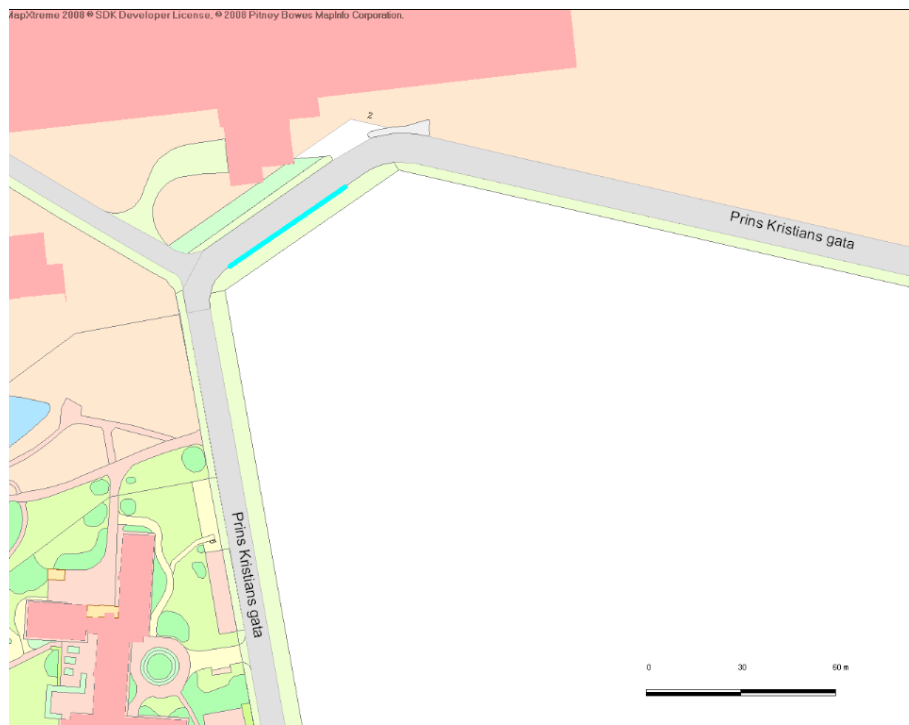 MapXtreme 2008 ® SDK Developer License, © 2008 Pitney Bowes MapInfo Corporation.
2
Prins Kristians gata
Prins Kristians gata
0 30 60 m